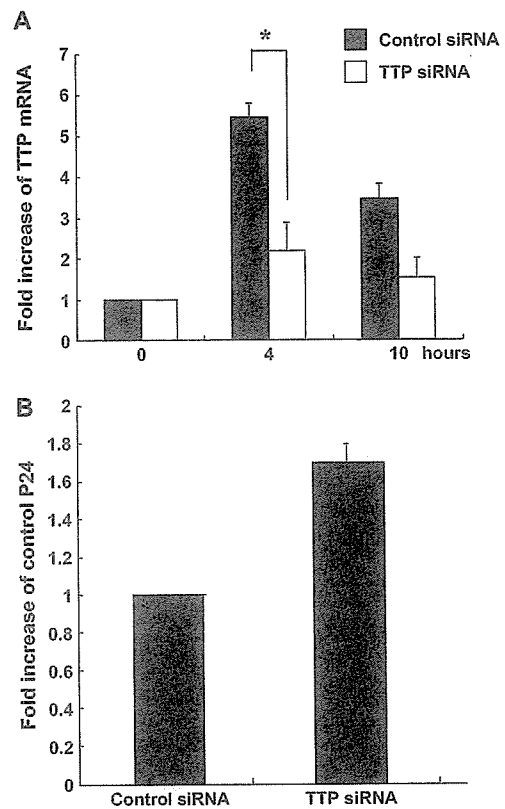 A
*
Control siRNA
TTP siRNA
Fold increase of TTP mRNA
7
6
5
4
3
2
1
0
0 4 10 hours
B
Fold increase of control P24
2
1.8
1.6
1.4
1.2
1
0.8
0.6
0.4
0.2
0
Control siRNA TTP siRNA